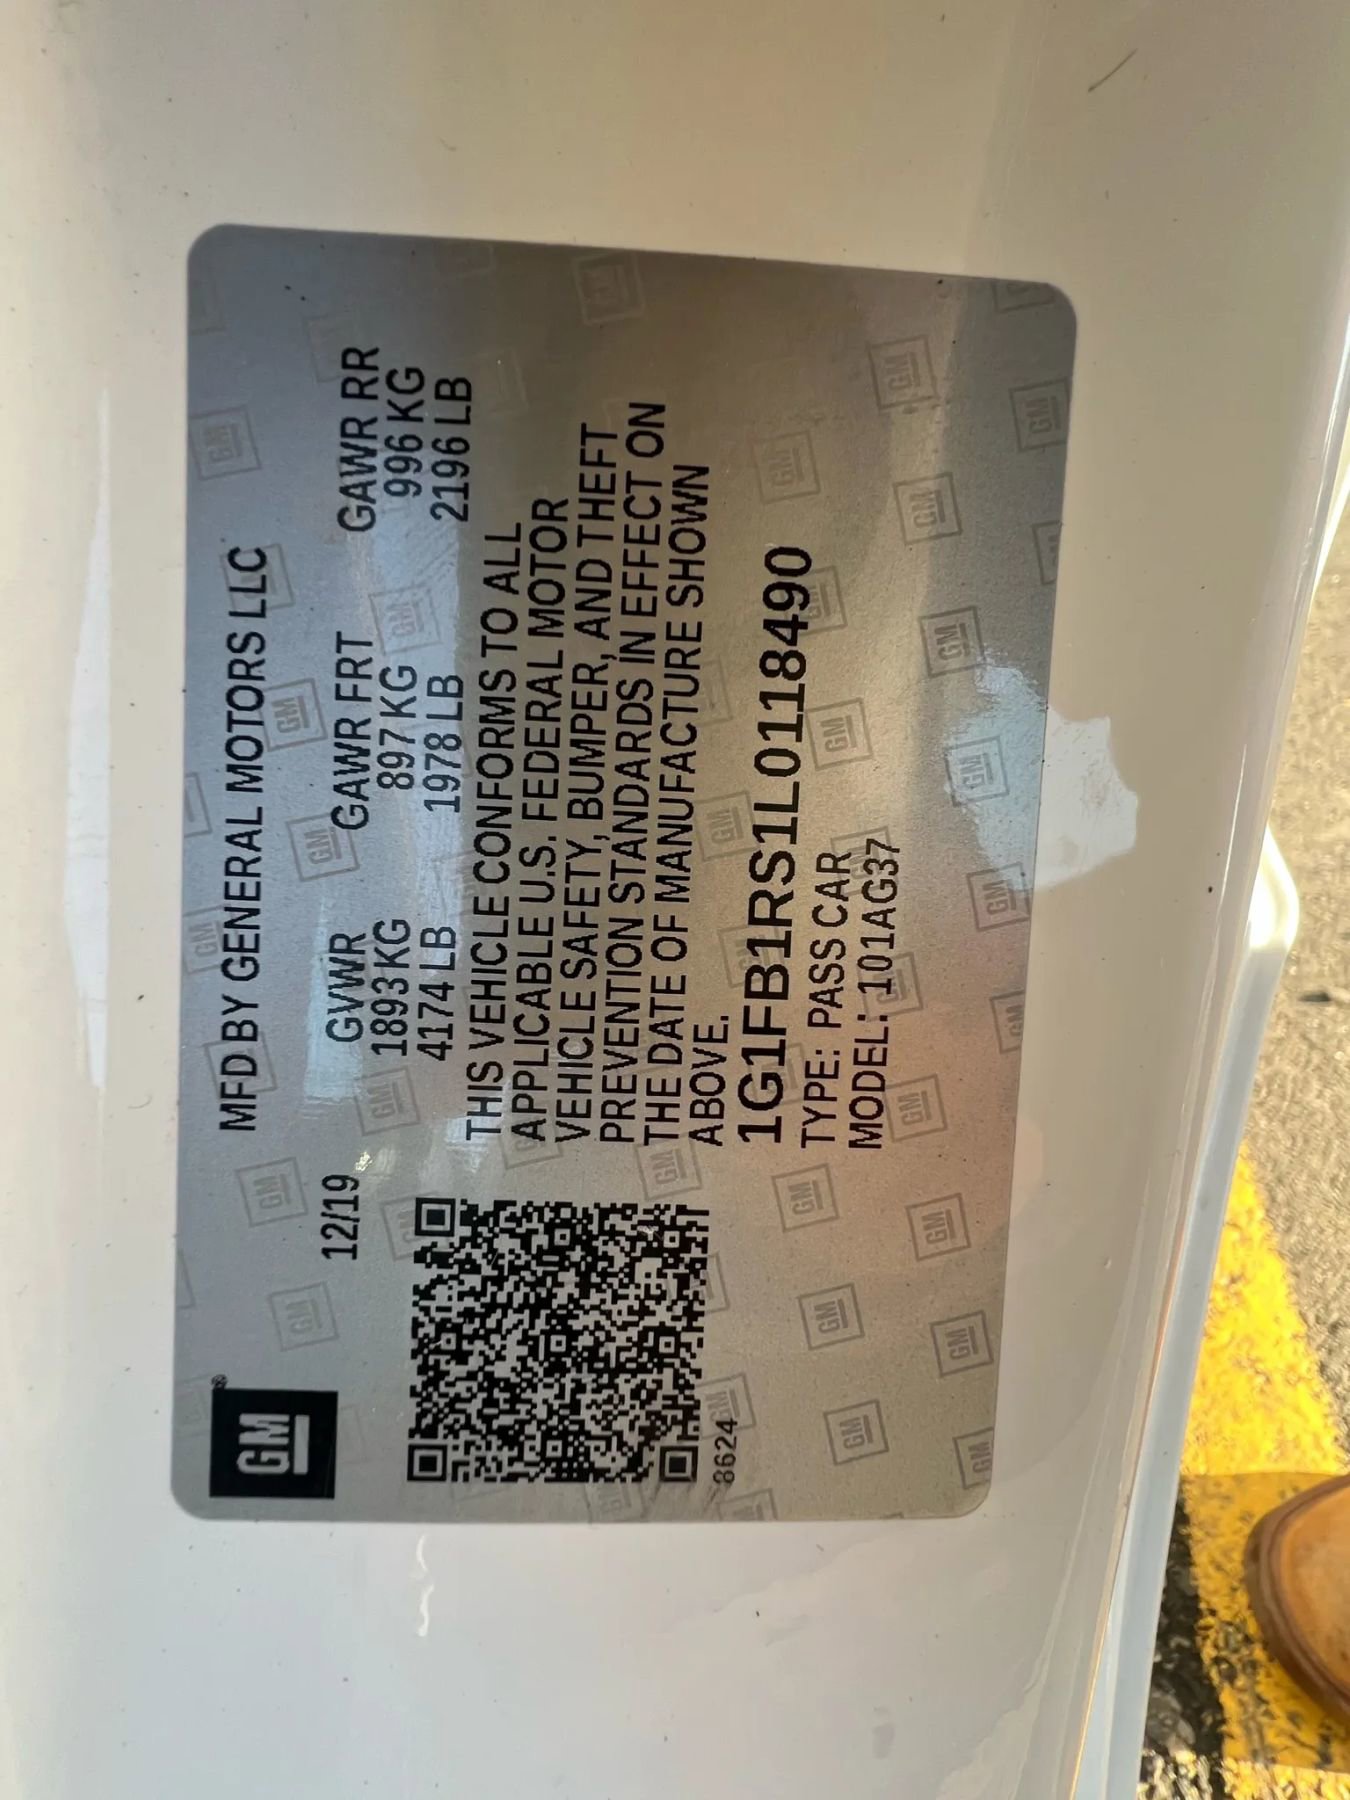 GM
MFD BY GENERAL MOTORS LLC
12/19
GVWR GAWR FRT GAWR RR
1893 KG 897 KG 996 KG
4174 LB 1978 LB 2196 LB
THIS VEHICLE CONFORMS TO ALL
APPLICABLE U.S. FEDERAL MOTOR
VEHICLE SAFETY, BUMPER, AND THEFT
PREVENTION STANDARDS IN EFFECT ON
THE DATE OF MANUFACTURE SHOWN
ABOVE.
1G1FB1RS1L0118490
TYPE: PASS CAR
MODEL: 101AG37
8624